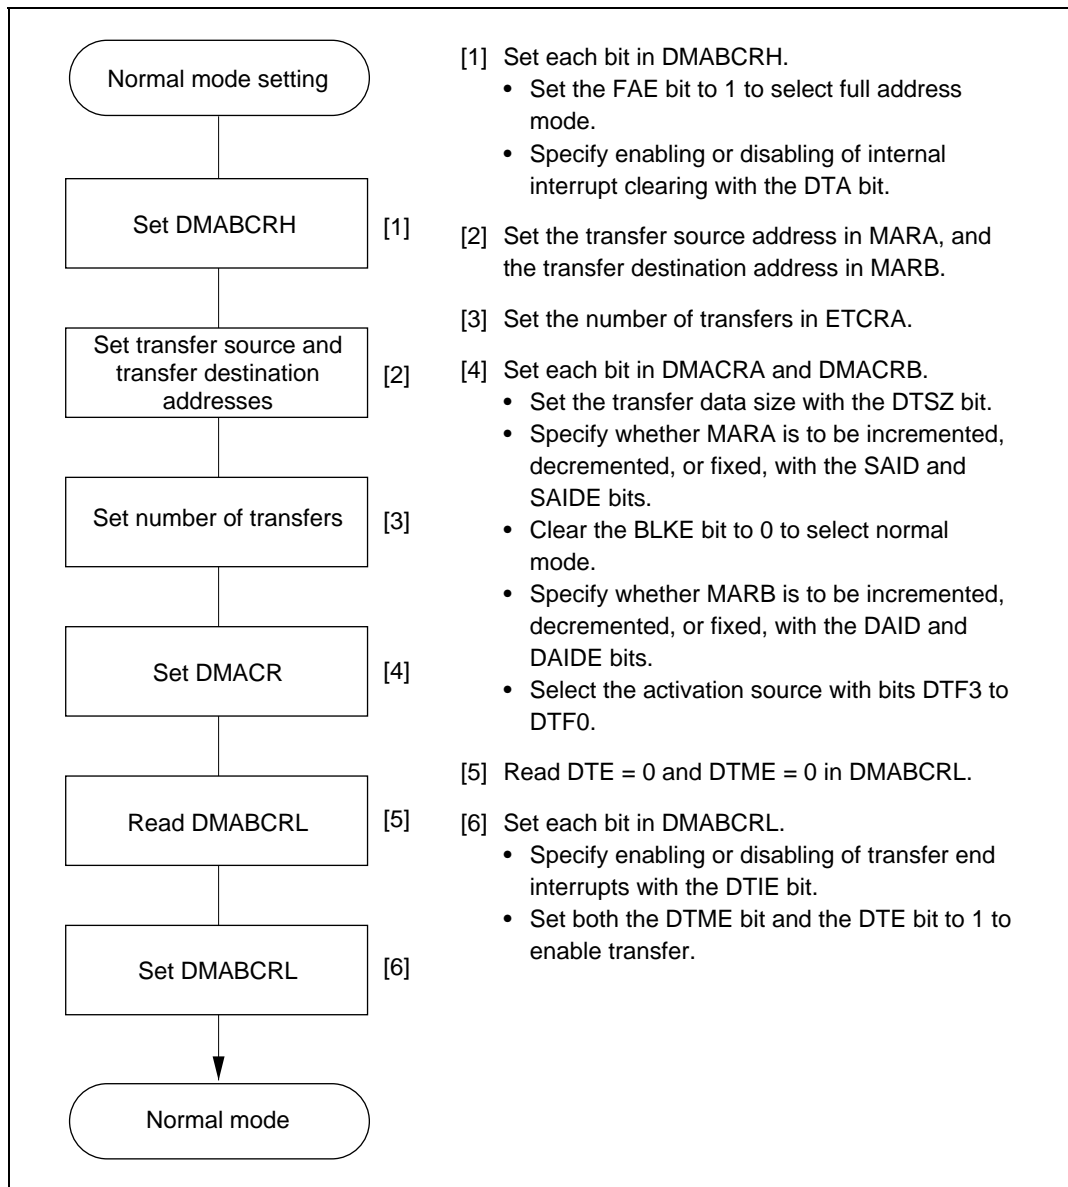 Normal mode setting
Set DMABCRH
[1]
Set transfer source and
transfer destination
addresses
[2]
Set number of transfers
[3]
Set DMACR
[4]
Read DMABCRL
[5]
Set DMABCRL
[6]
Normal mode
[1] Set each bit in DMABCRH.
• Set the FAE bit to 1 to select full address
mode.
• Specify enabling or disabling of internal
interrupt clearing with the DTA bit.
[2] Set the transfer source address in MARA, and
the transfer destination address in MARB.
[3] Set the number of transfers in ETCRA.
[4] Set each bit in DMACRA and DMACRB.
• Set the transfer data size with the DTSZ bit.
• Specify whether MARA is to be incremented,
decremented, or fixed, with the SAID and
SAIDE bits.
• Clear the BLKE bit to 0 to select normal
mode.
• Specify whether MARB is to be incremented,
decremented, or fixed, with the DAID and
DAIDE bits.
• Select the activation source with bits DTF3 to
DTF0.
[5] Read DTE = 0 and DTME = 0 in DMABCRL.
[6] Set each bit in DMABCRL.
• Specify enabling or disabling of transfer end
interrupts with the DTIE bit.
• Set both the DTME bit and the DTE bit to 1 to
enable transfer.